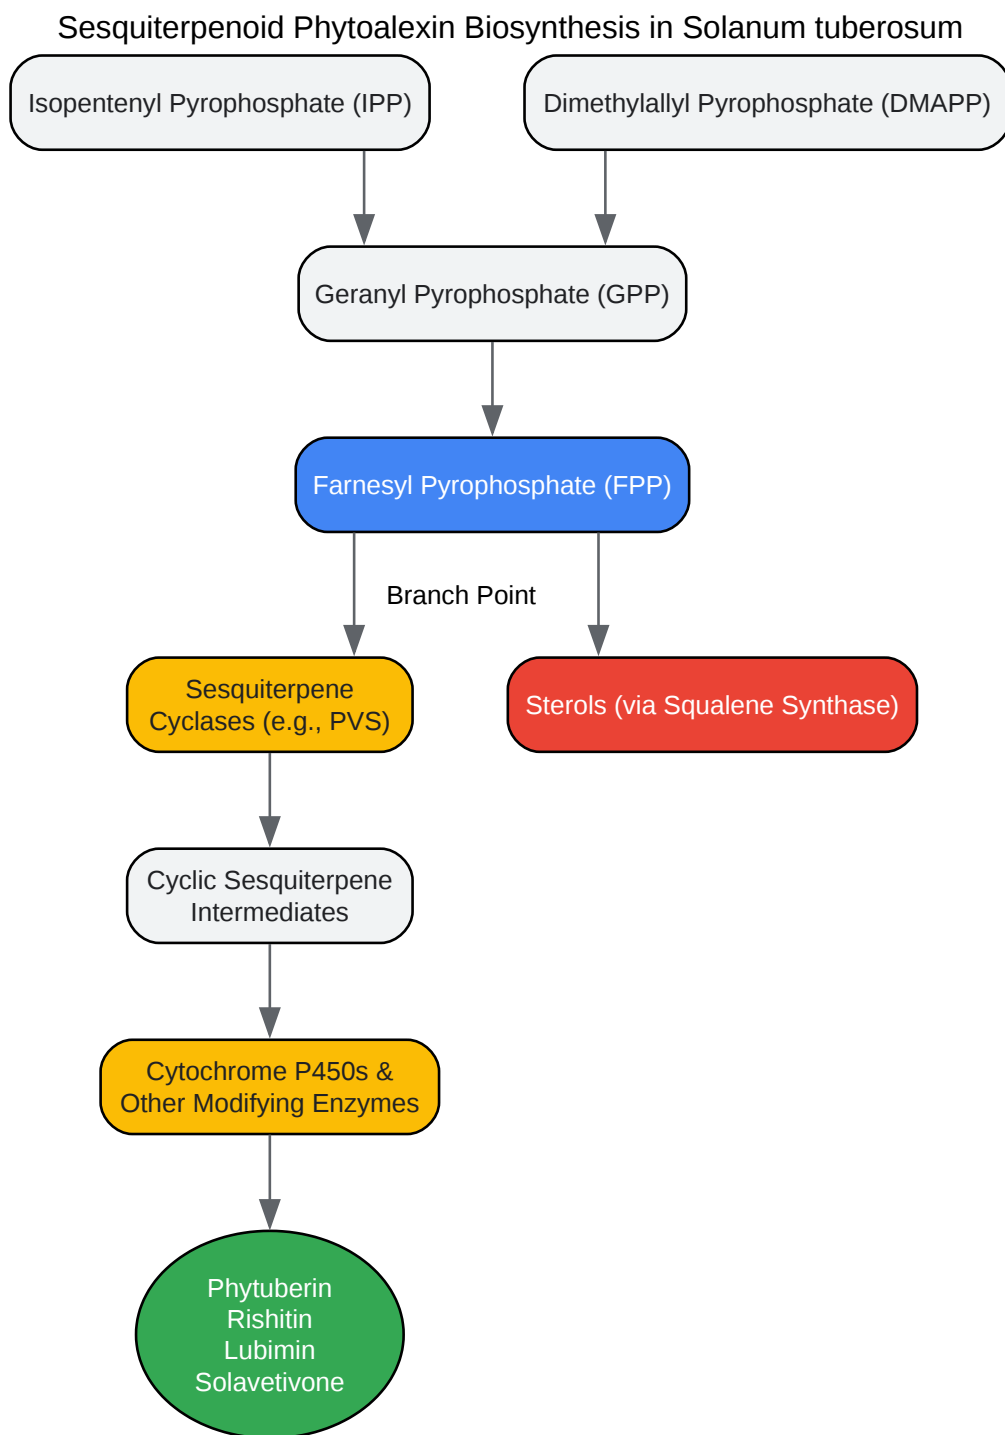 Sesquiterpenoid Phytoalexin Biosynthesis in Solanum tuberosum
Isopentenyl Pyrophosphate (IPP)
Dimethylallyl Pyrophosphate (DMAPP)
Geranyl Pyrophosphate (GPP)
Farnesyl Pyrophosphate (FPP)
Branch Point
Sesquiterpene
Cyclases (e.g., PVS)
Sterols (via Squalene Synthase)
Cyclic Sesquiterpene
Intermediates
Cytochrome P450s &
Other Modifying Enzymes
Phytuberin
Rishitin
Lubimin
Solavetivone